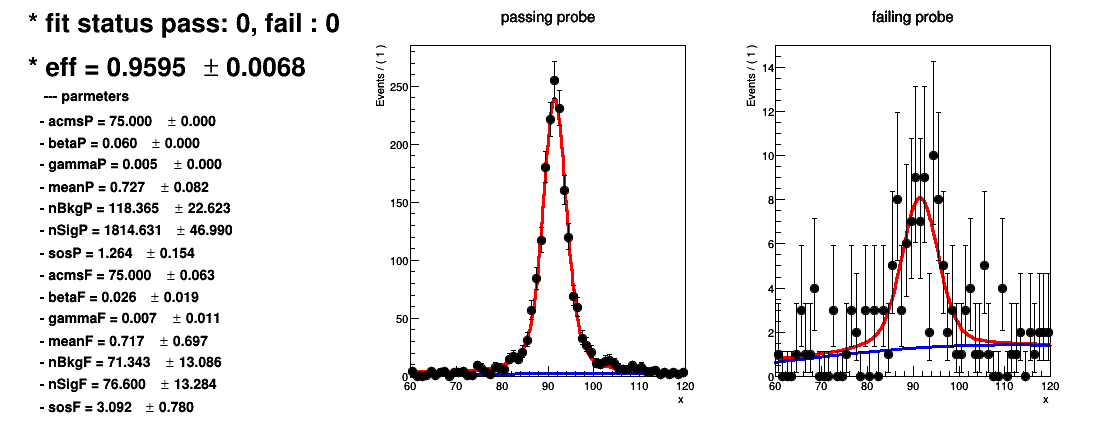 * fit status pass: 0, fail : 0
* eff = 0.9595 ± 0.0068
--- parmeters
- acmsP = 75.000 ± 0.000
- betaP = 0.060 ± 0.000
- gammaP = 0.005 ± 0.000
- meanP = 0.727 ± 0.082
- nBkgP = 118.365 ± 22.623
- nSigP = 1814.631 ± 46.990
- sosP = 1.264 ± 0.154
- acmsF = 75.000 ± 0.063
- betaF = 0.026 ± 0.019
- gammaF = 0.007 ± 0.011
- meanF = 0.717 ± 0.697
- nBkgF = 71.343 ± 13.086
- nSigF = 76.600 ± 13.284
- sosF = 3.092 ± 0.780
passing probe
Events / ( 1 )
250
200
150
100
50
0
60 70 80 90 100 110 120
x
failing probe
Events / ( 1 )
14
12
10
8
6
4
2
0
60 70 80 90 100 110 120
x